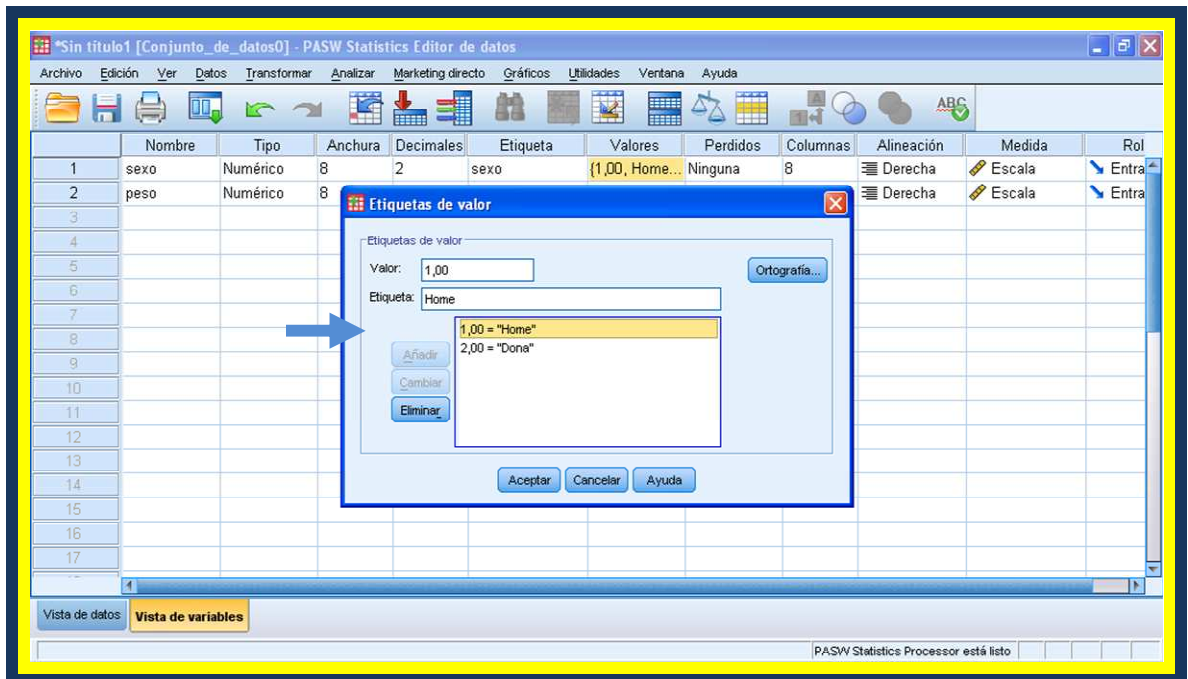 *Sin título1 [Conjunto_de_datos0] - PASW Statistics Editor de datos
Archivo Edición Ver Datos Transformar Analizar Marketing directo Gráficos Utilidades Ventana Ayuda
ABC
A
1
Nombre Tipo Anchura Decimales Etiqueta Valores Perdidos Columnas Alineación Medida Rol
1 sexo Numérico 8 2 sexo {1,00, Home... Ninguna 8 Derecha Escala Entra
2 peso Numérico 8 Derecha Escala Entra
3
4
5
6
7
8
9
10
11
12
13
14
15
16
17
Etiquetas de valor
Etiquetas de valor
Valor: 1,00
Ortografía...
Etiqueta: Home
1,00 = "Home"
2,00 = "Dona"
Añadir
Cambiar
Eliminar
Aceptar Cancelar Ayuda
Vista de datos Vista de variables
PASW Statistics Processor está listo